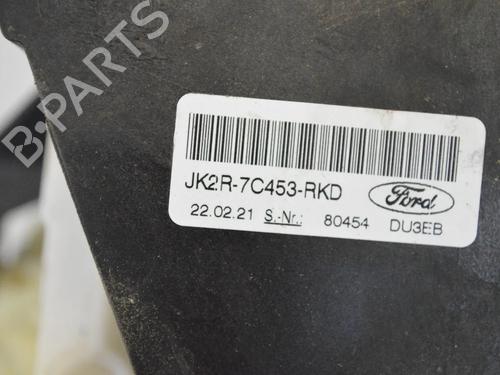 B-PARTS
JK2R-7C453-RKD Ford
22.02.21 S.-Nr.: 80454 DU3EB